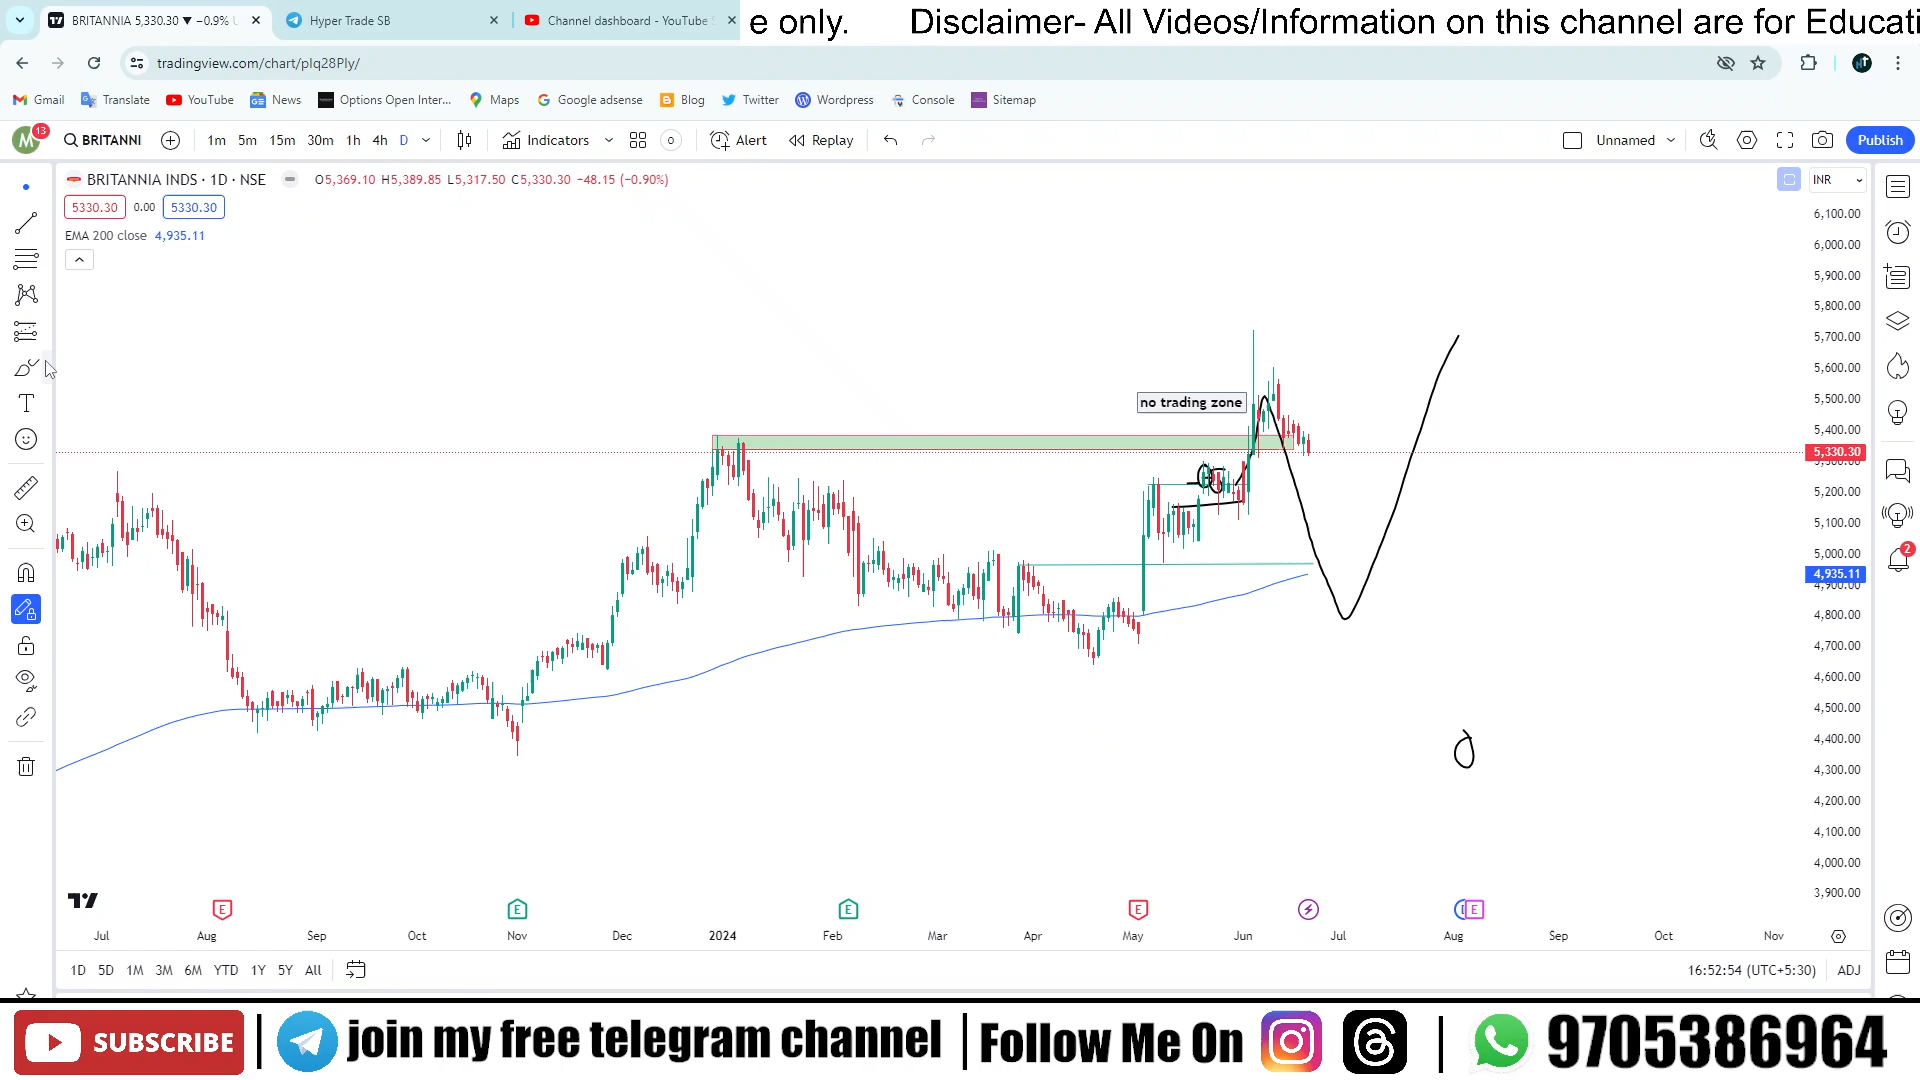 BRITANNIA 5,330.30 ▼ −0.9% U
Hyper Trade SB
Channel dashboard - YouTube S
e only. Disclaimer- All Videos/Information on this channel are for Educati
tradingview.com/chart/pIq28PIy/
Gmail Translate YouTube News Options Open Inter... Maps Google adsense Blog Twitter Wordpress Console Sitemap
M 13 BRITANNI 1m 5m 15m 30m 1h 4h D Indicators Alert Replay Unnamed Publish
BRITANNIA INDS · 1D · NSE O5,369.10 H5,389.85 L5,317.50 C5,330.30 −48.15 (−0.90%)
INR
5330.30 0.00 5330.30
EMA 200 close 4,935.11
6,100.00
6,000.00
5,900.00
5,800.00
5,700.00
5,600.00
5,500.00
no trading zone
5,400.00
5,330.30
5,300.00
5,200.00
5,100.00
5,000.00
4,935.11
4,900.00
4,800.00
4,700.00
4,600.00
4,500.00
4,400.00
4,300.00
4,200.00
4,100.00
4,000.00
3,900.00
2
E E E E E
Jul Aug Sep Oct Nov Dec 2024 Feb Mar Apr May Jun Jul Aug Sep Oct Nov
1D 5D 1M 3M 6M YTD 1Y 5Y All 16:52:54 (UTC+5:30) ADJ
SUBSCRIBE | join my free telegram channel | Follow Me On | 9705386964